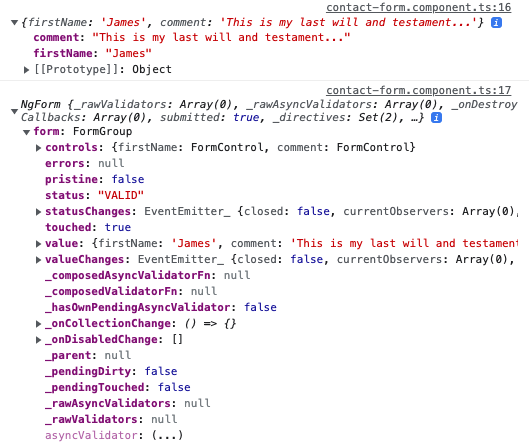 contact-form.component.ts:16
▼{firstName: 'James', comment: 'This is my last will and testament...'} i
comment: "This is my last will and testament..."
firstName: "James"
▶[[Prototype]]: Object
contact-form.component.ts:17
NgForm {_rawValidators: Array(0), _rawAsyncValidators: Array(0), _onDestroy
▼Callbacks: Array(0), submitted: true, _directives: Set(2), …} i
▼form: FormGroup
▶controls: {firstName: FormControl, comment: FormControl}
errors: null
pristine: false
status: "VALID"
▶statusChanges: EventEmitter_ {closed: false, currentObservers: Array(0),
touched: true
▶value: {firstName: 'James', comment: 'This is my last will and testament
▶valueChanges: EventEmitter_ {closed: false, currentObservers: Array(0),
_composedAsyncValidatorFn: null
_composedValidatorFn: null
_hasOwnPendingAsyncValidator: false
▶_onCollectionChange: () => {}
▶_onDisabledChange: []
_parent: null
_pendingDirty: false
_pendingTouched: false
_rawAsyncValidators: null
_rawValidators: null
asyncValidator: (...)